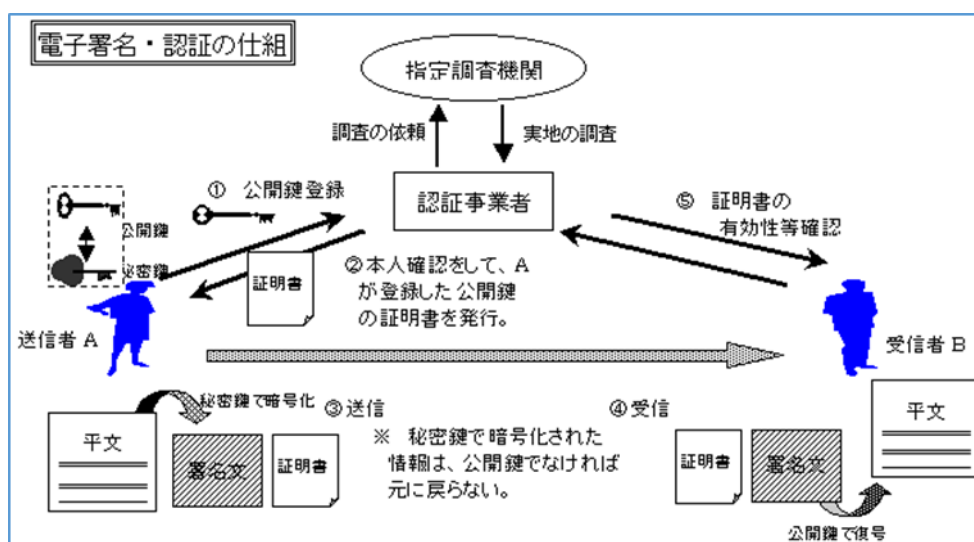 電子署名・認証の仕組
指定調査機関
調査の依頼
実地の調査
認証事業者
① 公開鍵登録
公開鍵
秘密鍵
証明書
②本人確認をして、A
が登録した公開鍵
の証明書を発行。
⑤ 証明書の
有効性等確認
送信者A
受信者B
秘密鍵で暗号化
③送信
④受信
平文
署名文
証明書
※ 秘密鍵で暗号化された
情報は、公開鍵でなければ
元に戻らない。
証明書
署名文
平文
公開鍵で復号